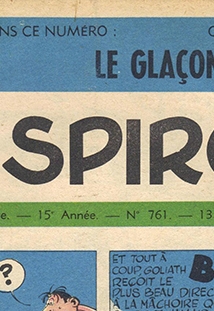 NS CE NUMÉRO :
LE GLAÇON
SPIRO
e. — 15e Année. — N° 761. — 13
?
ET TOUT À
COUP, GOLIATH
REÇOIT LE
PLUS BEAU DIREC
À LA MÂCHOIRE Q